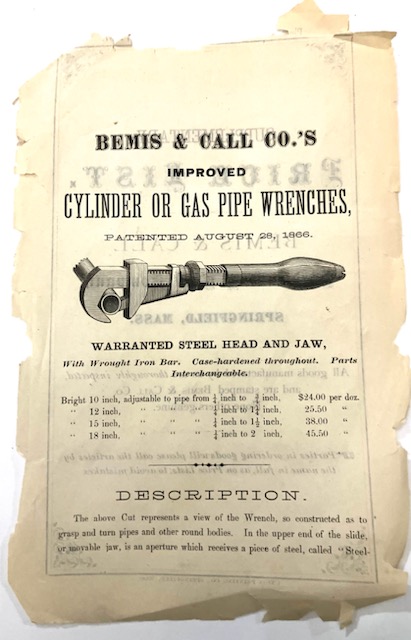 BEMIS & CALL CO.'S
IMPROVED
CYLINDER OR GAS PIPE WRENCHES,
PATENTED AUGUST 28, 1866.
WARRANTED STEEL HEAD AND JAW,
With Wrought Iron Bar. Case-hardened throughout. Parts
Interchangeable.
Bright 10 inch, adjustable to pipe from ¼ inch to ¾ inch, $24.00 per doz.
" 12 inch, " " " ¼ inch to 1¼ inch, 25.50 "
" 15 inch, " " " ¼ inch to 1½ inch, 38.00 "
" 18 inch, " " " ¼ inch to 2 inch, 45.50 "
DESCRIPTION.
The above Cut represents a view of the Wrench, so constructed as to
grasp and turn pipes and other round bodies. In the upper end of the slide,
or movable jaw, is an aperture which receives a piece of steel, called "Steel-